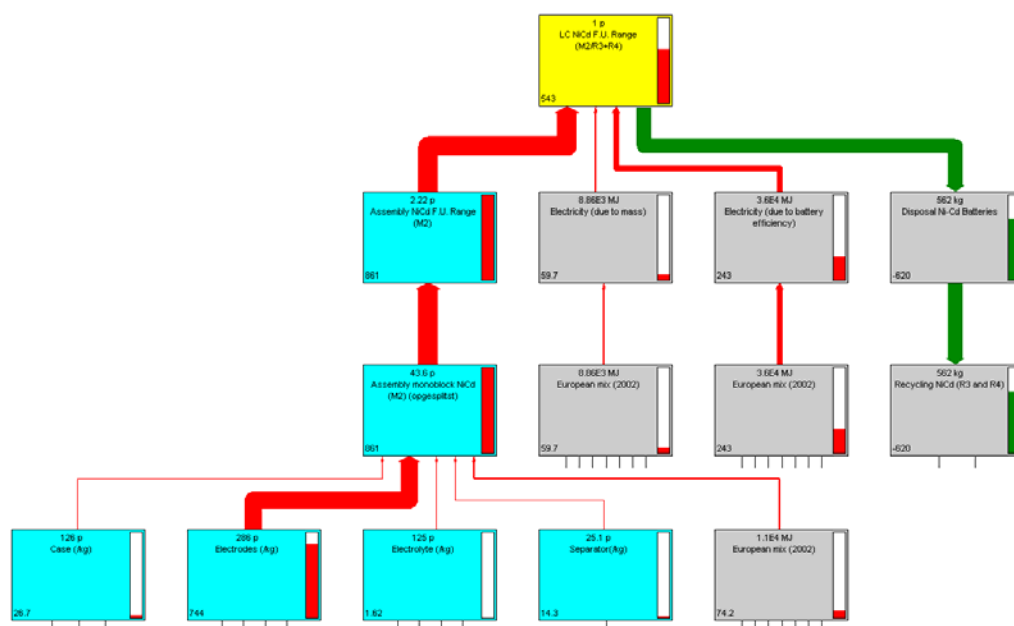 1 p
LC NiCd F.U. Range
(M2/R3+R4)
543
2.22 p
Assembly NiCd F.U. Range
(M2)
861
8.86E3 MJ
Electricity (due to mass)
59.7
3.6E4 MJ
Electricity (due to battery
efficiency)
243
562 kg
Disposal Ni-Cd Batteries
-620
43.6 p
Assembly monoblock NiCd
(M2) (opgesplitst)
861
8.86E3 MJ
European mix (2002)
59.7
3.6E4 MJ
European mix (2002)
243
562 kg
Recycling NiCd (R3 and R4)
-620
126 p
Case (/kg)
26.7
286 p
Electrodes (/kg)
744
125 p
Electrolyte (/kg)
1.62
25.1 p
Separator(/kg)
14.3
1.1E4 MJ
European mix (2002)
74.2